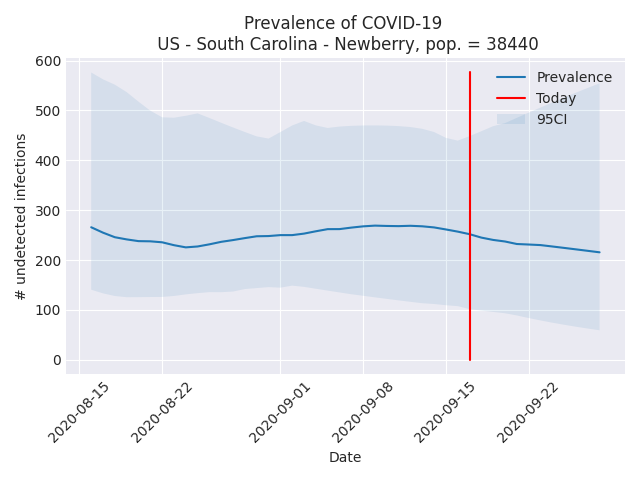 Prevalence of COVID-19
US - South Carolina - Newberry, pop. = 38440
600
500
400
300
200
100
0
# undetected infections
Prevalence
Today
95CI
2020-08-15
2020-08-22
2020-09-01
2020-09-08
2020-09-15
2020-09-22
Date